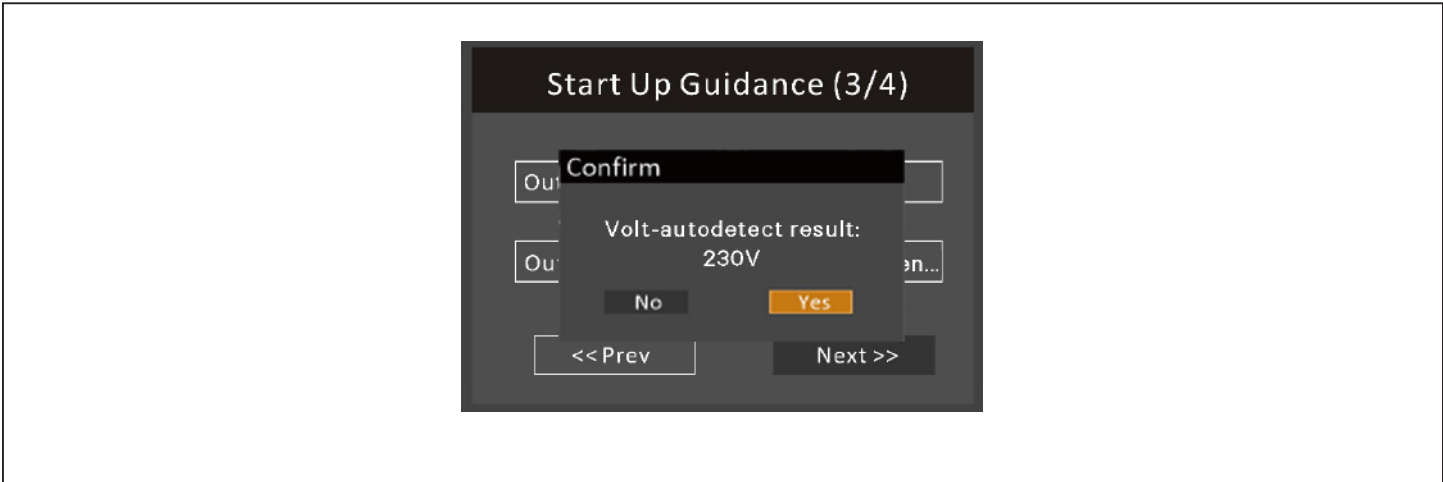 Start Up Guidance (3/4)
Confirm
Volt-autodetect result:
230V
No
Yes
<< Prev
Next >>